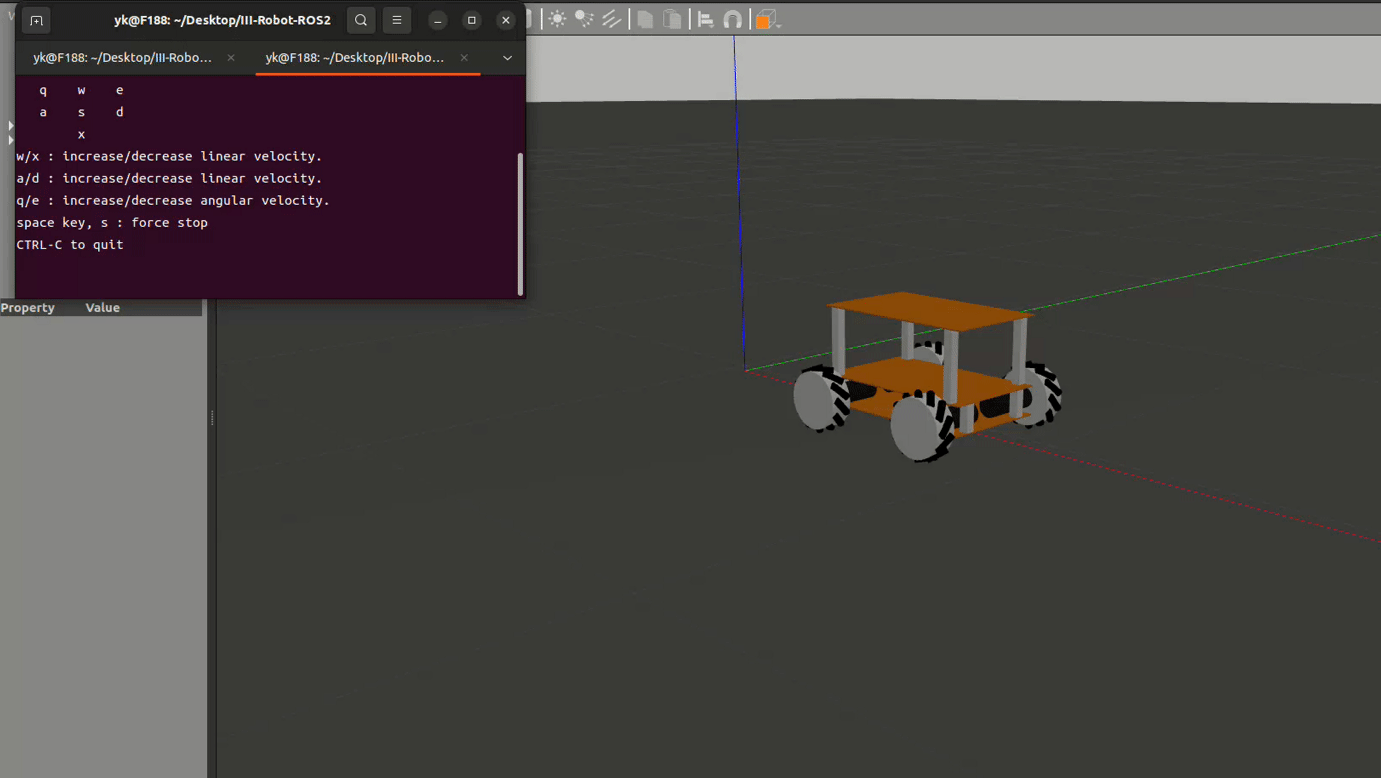 yk@F188: ~/Desktop/III-Robot-ROS2
yk@F188: ~/Desktop/III-Robo...
yk@F188: ~/Desktop/III-Robo...
q w e
a s d
x
w/x : increase/decrease linear velocity.
a/d : increase/decrease linear velocity.
q/e : increase/decrease angular velocity.
space key, s : force stop
CTRL-C to quit
Property Value